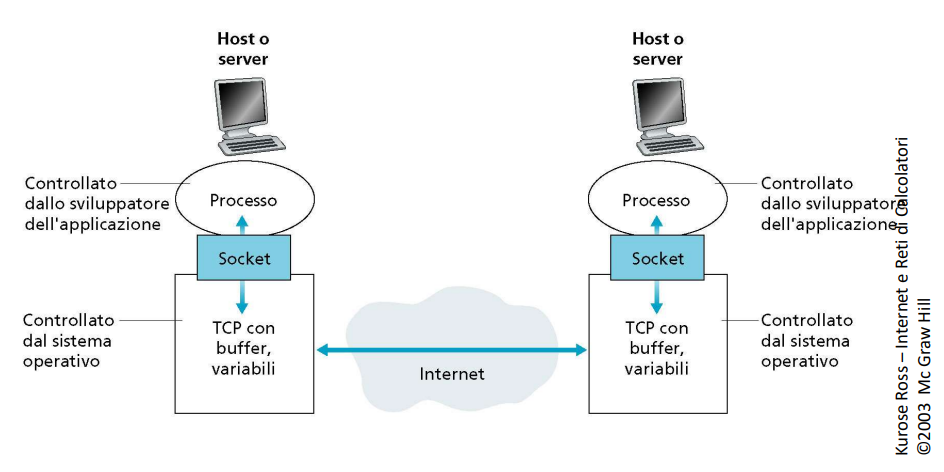 Host o
server
Host o
server
Controllato
dallo sviluppatore
dell'applicazione
Processo
Processo
Controllato
dallo sviluppatore
dell'applicazione
Socket
Socket
Controllato
dal sistema
operativo
TCP con
buffer,
variabili
Internet
TCP con
buffer,
variabili
Controllato
dal sistema
operativo
Kurose Ross – Internet e Reti di Calcolatori
©2003 Mc Graw Hill